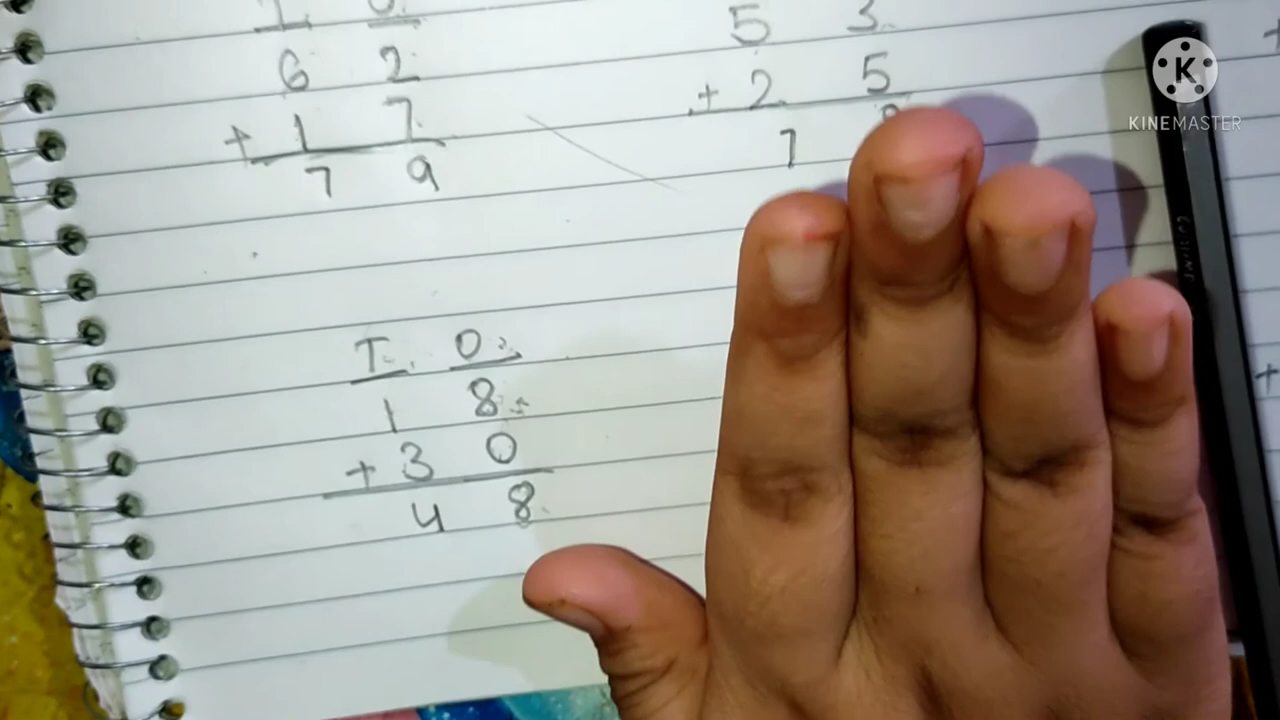 6 2
+ 1 7
7 9
5 3
+ 2 5
7
T. O.
1 8
+ 3 0
4 8
K
KINEMASTER
+
+